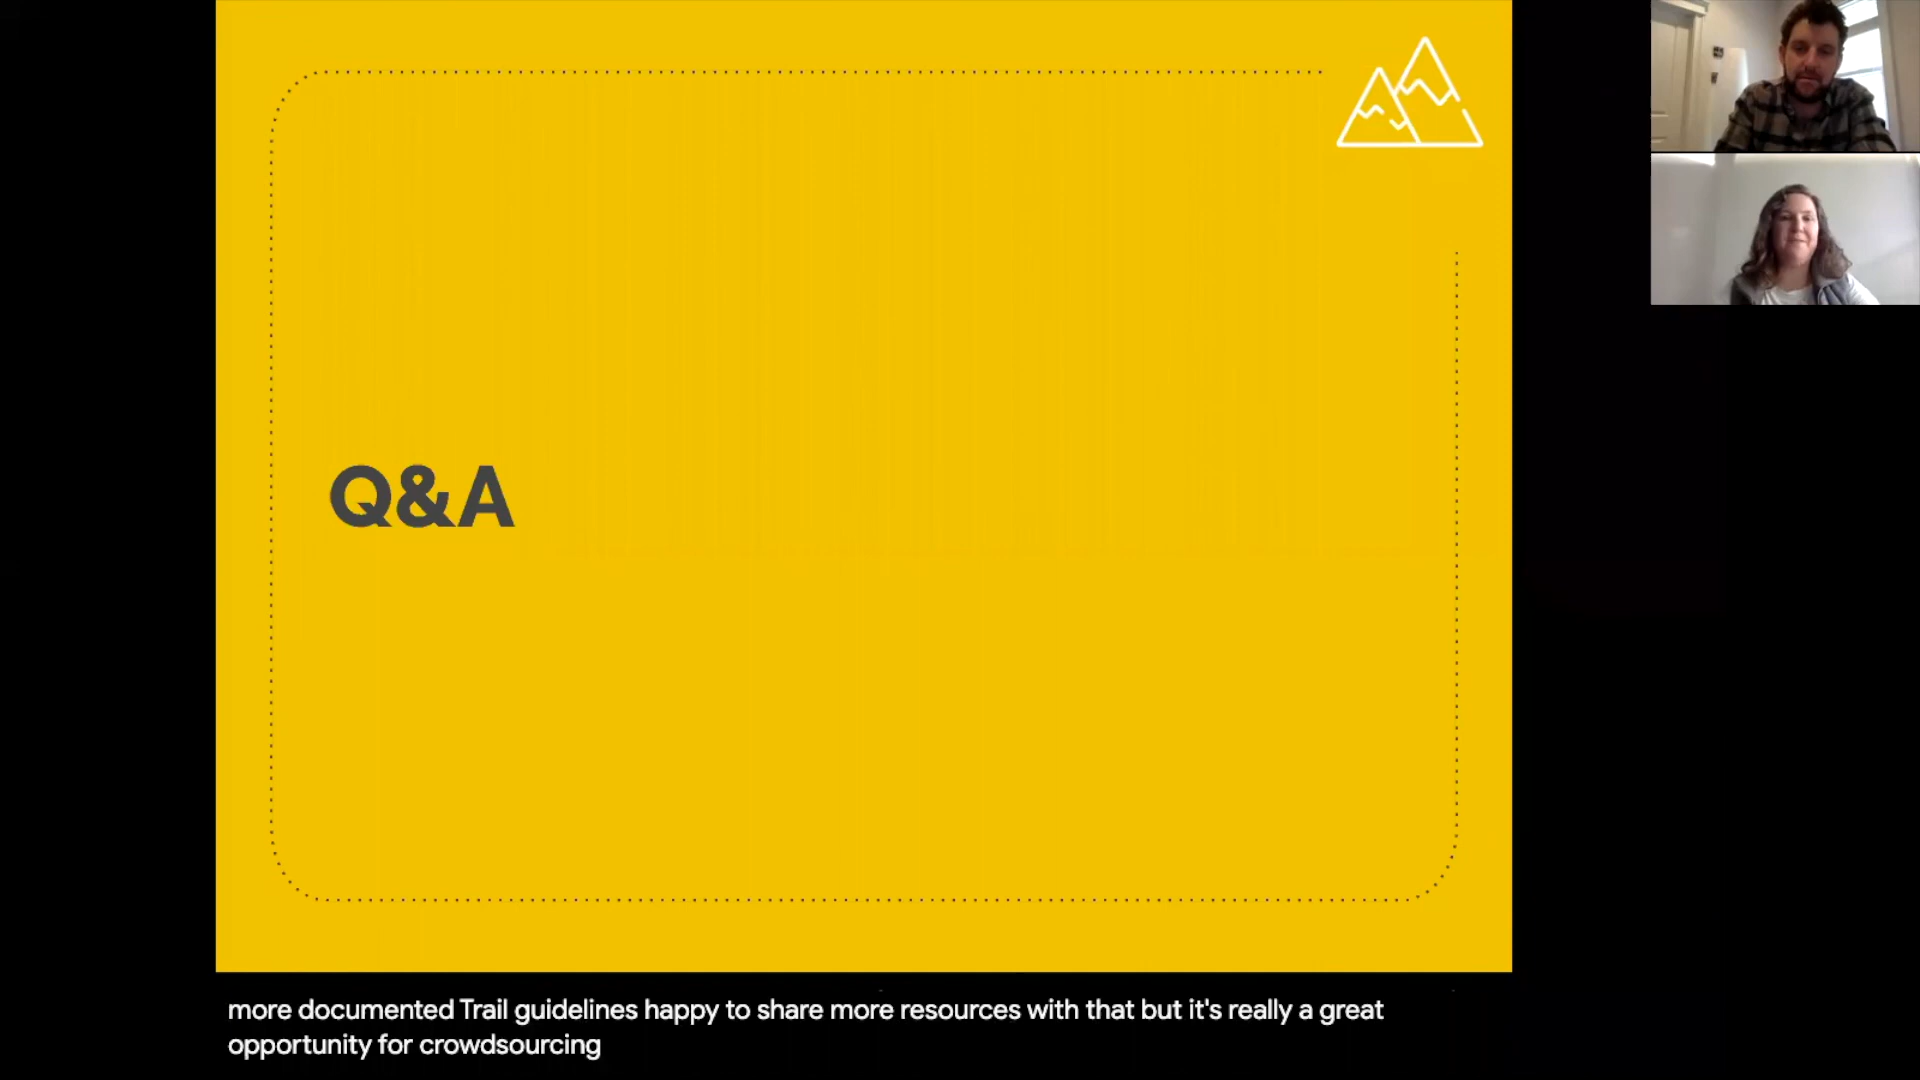 Q&A
more documented Trail guidelines happy to share more resources with that but it's really a great
opportunity for crowdsourcing